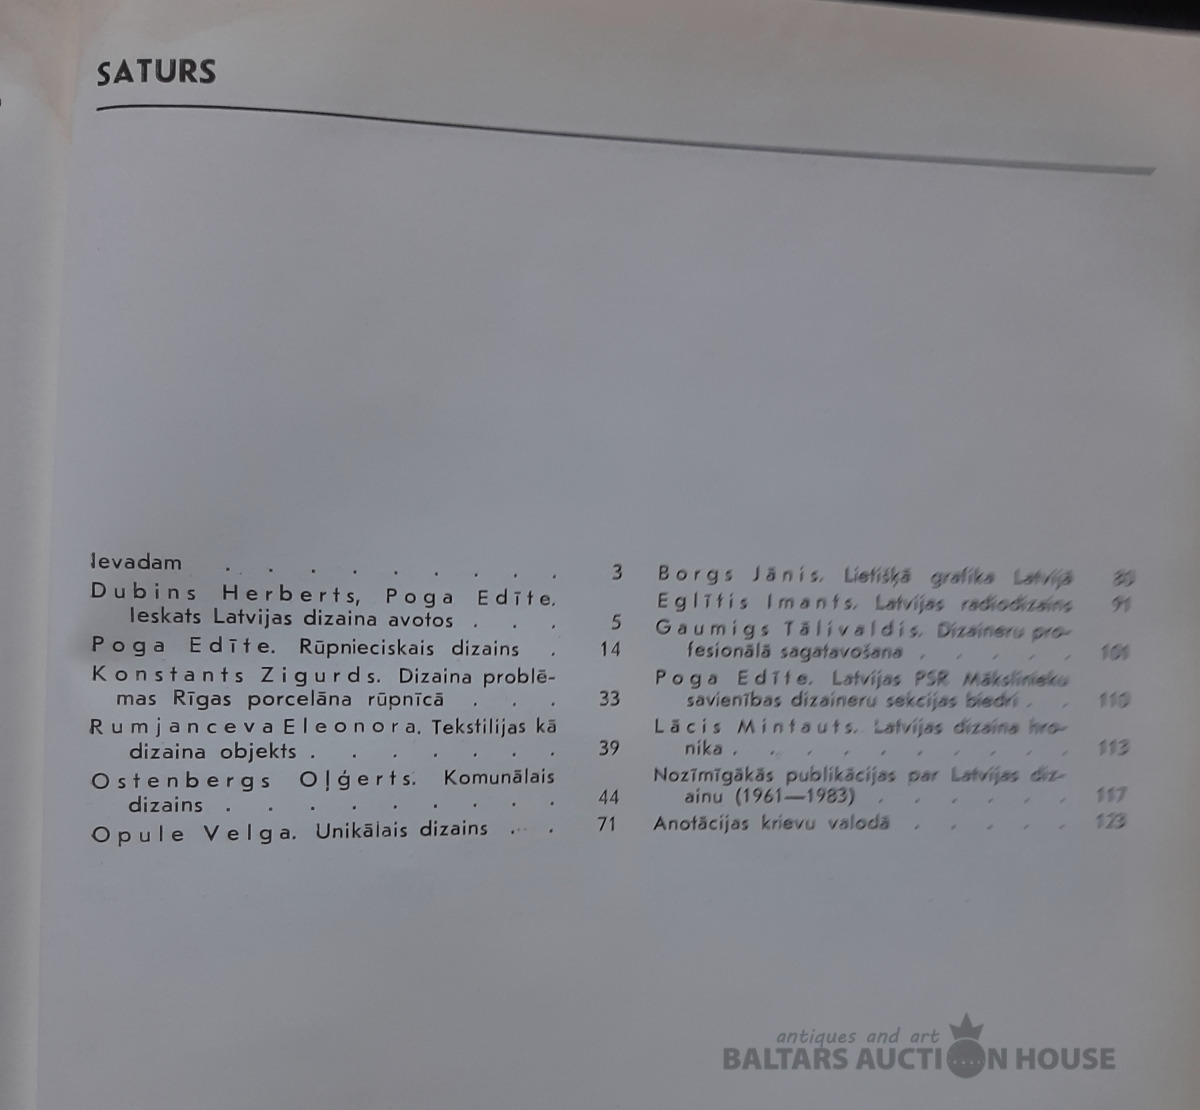 SATURS
Ievadam . . . . . . . . . 3
Dubins Herberts, Poga Edīte.
Ieskats Latvijas dizaina avotos . . . 5
Poga Edīte. Rūpnieciskais dizains . 14
Konstants Zigurds. Dizaina problē-
mas Rīgas porcelāna rūpnīcā . . . 33
Rumjanceva Eleonora. Tekstilijas kā
dizaina objekts . . . . . . . 39
Ostenbergs Oļģerts. Komunālais
dizains . . . . . . . . . 44
Opule Velga. Unikālais dizains . . 71
Borgs Jānis. Lietišķā grafika Latvijā
Eglītis Imants. Latvijas radiodizains 91
Gaumigs Tālivaldis. Dizaineru pro-
fesionālā sagatavošana . . . . . 101
Poga Edīte. Latvijas PSR Mākslinieku
savienības dizaineru sekcijas biedri . . 110
Lācis Mintauts. Latvijas dizaina hro-
nika . . . . . . . . . 113
Nozīmīgākās publikācijas par Latvijas diz-
ainu (1961—1983) . . . . . . 117
Anotācijas krievu valodā . . . . . 123
antiques and art
BALTARS AUCTION HOUSE